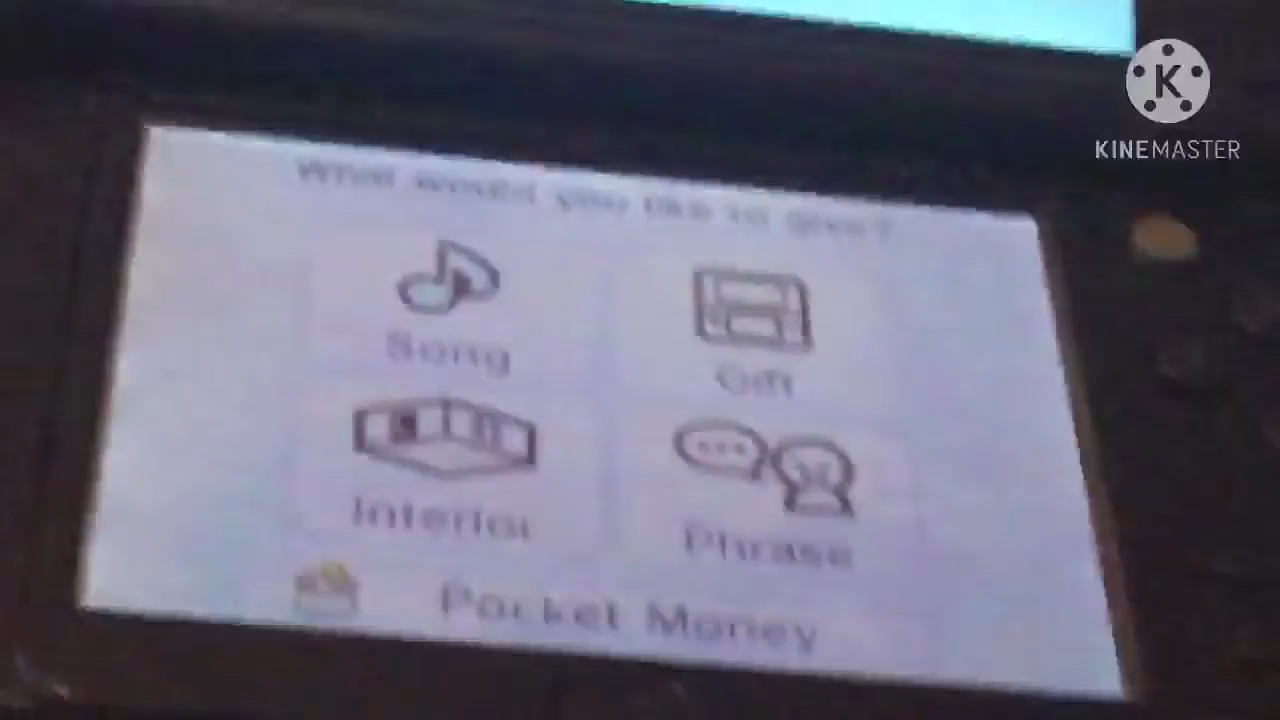 K
KINEMASTER
What would you like to give?
Song
Gift
Interior
Phrase
Pocket Money